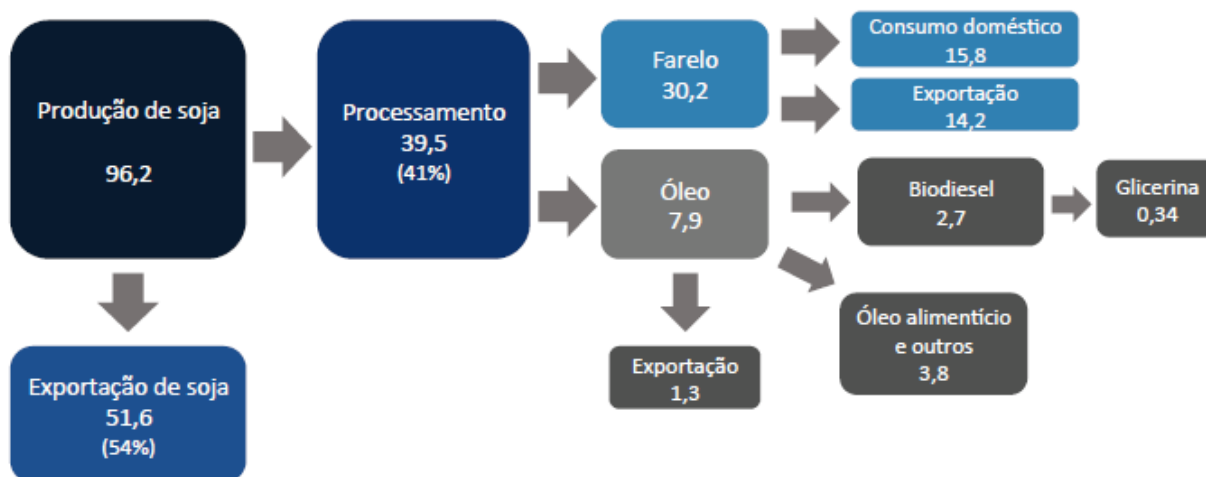 Produção de soja
96,2
Processamento
39,5
(41%)
Farelo
30,2
Consumo doméstico
15,8
Exportação
14,2
Óleo
7,9
Biodiesel
2,7
Glicerina
0,34
Óleo alimentício
e outros
3,8
Exportação
1,3
Exportação de soja
51,6
(54%)